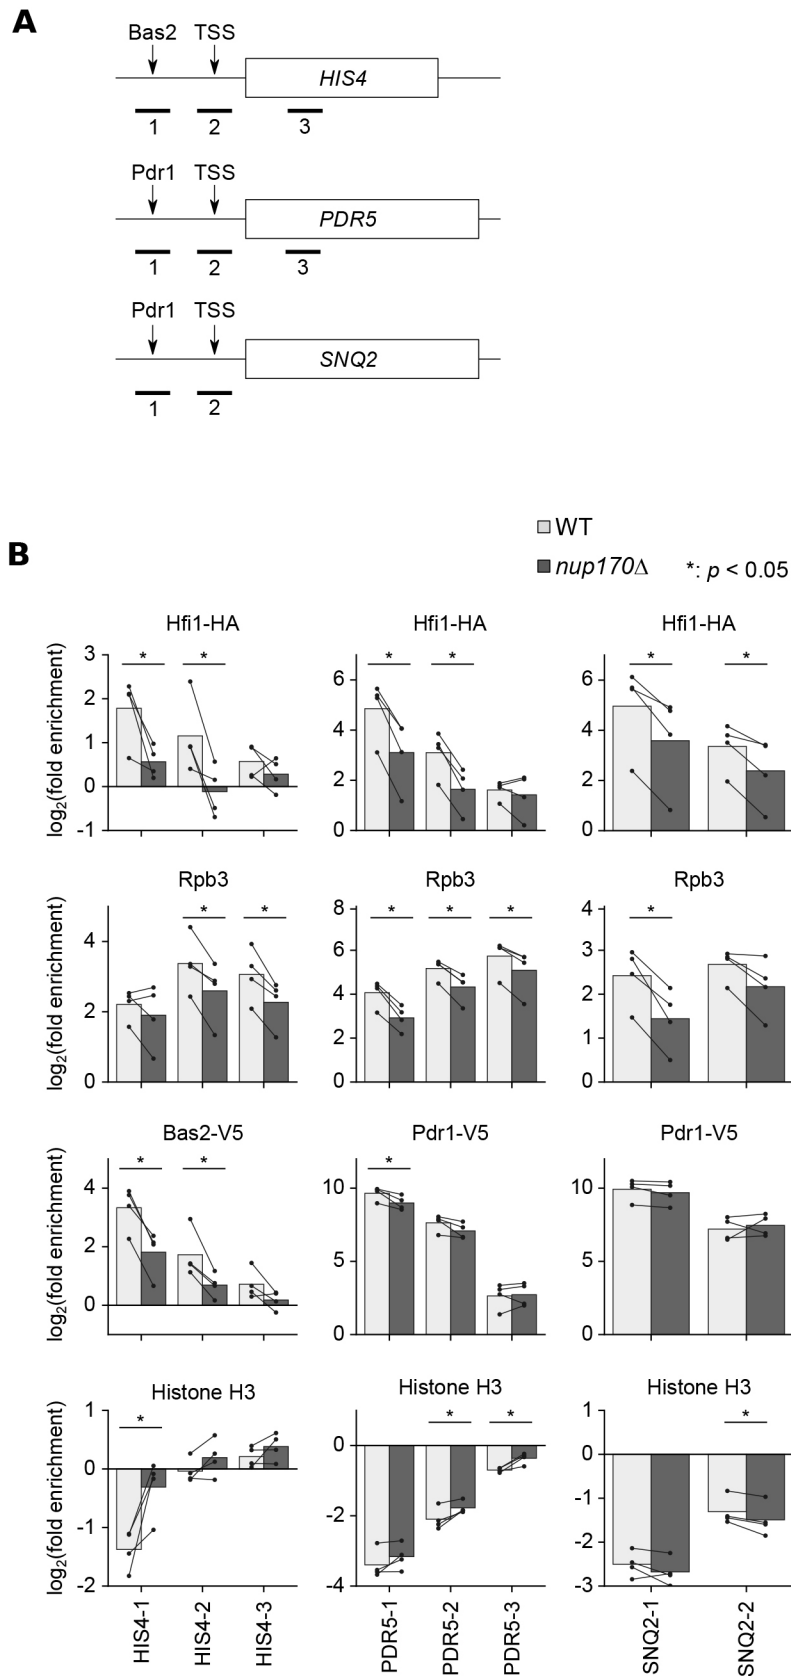 A
Bas2 TSS
HIS4
1 2 3
Pdr1 TSS
PDR5
1 2 3
Pdr1 TSS
SNQ2
1 2
B
WT
nup170Δ *: p < 0.05
Hfi1-HA Hfi1-HA Hfi1-HA
log2(fold enrichment)
3
2
1
0
-1
* *
6
4
2
0
* *
6
4
2
0
* *
Rpb3 Rpb3 Rpb3
log2(fold enrichment)
4
2
0
* *
8
6
4
2
0
* * *
4
3
2
1
0
*
Bas2-V5 Pdr1-V5 Pdr1-V5
log2(fold enrichment)
4
2
0
* *
10
5
0
*
10
5
0
Histone H3 Histone H3 Histone H3
log2(fold enrichment)
1
0
-1
-2
*
0
-2
-4
* *
1
0
-1
-2
-3
*
HIS4-1 HIS4-2 HIS4-3
PDR5-1 PDR5-2 PDR5-3
SNQ2-1 SNQ2-2